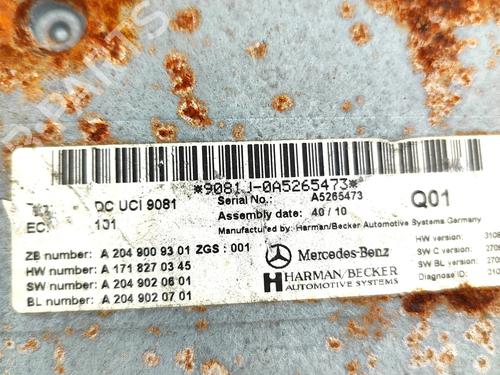 *9081J-0A5265473*
DC UCI 9081
Serial No.: A5265473
101
Assembly date: 40/10
Q01
Manufactured by: Harman/Becker Automotive Systems Germany
ZB number: A 204 900 93 01 ZGS: 001
HW number: A 171 827 03 45
SW number: A 204 902 06 01
BL number: A 204 902 07 01
Mercedes-Benz
HARMAN/BECKER
AUTOMOTIVE SYSTEMS
HW version:
SW C version:
SW BL version:
Diagnose ID: